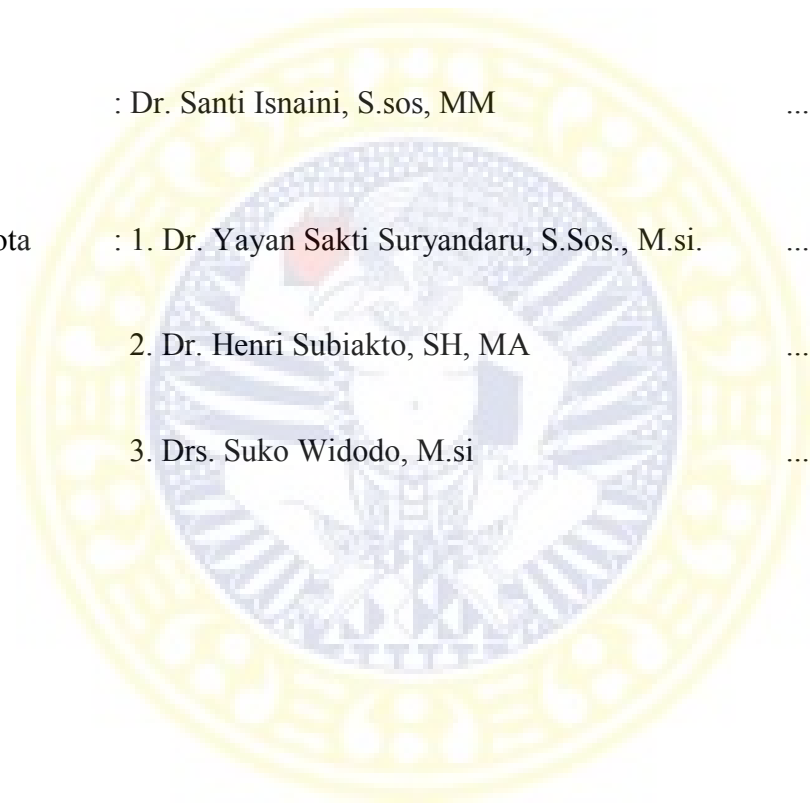 : Dr. Santi Isnaini, S.sos, MM ...
ota : 1. Dr. Yayan Sakti Suryandaru, S.Sos., M.si. ...
2. Dr. Henri Subiakto, SH, MA ...
3. Drs. Suko Widodo, M.si ...